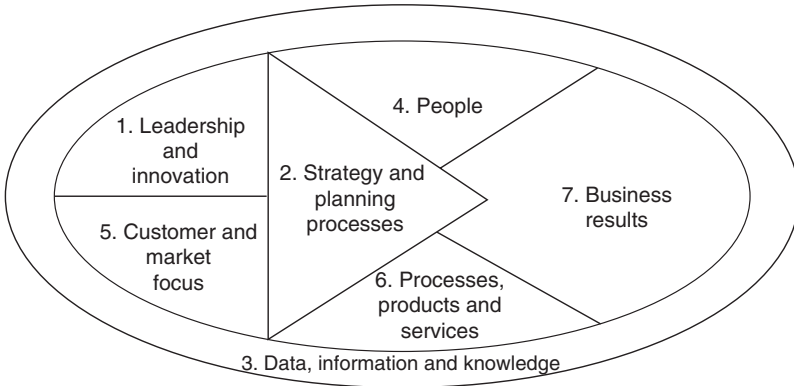 1. Leadership
and
innovation
5. Customer and
market
focus
2. Strategy and
planning
processes
4. People
6. Processes,
products and
services
7. Business
results
3. Data, information and knowledge